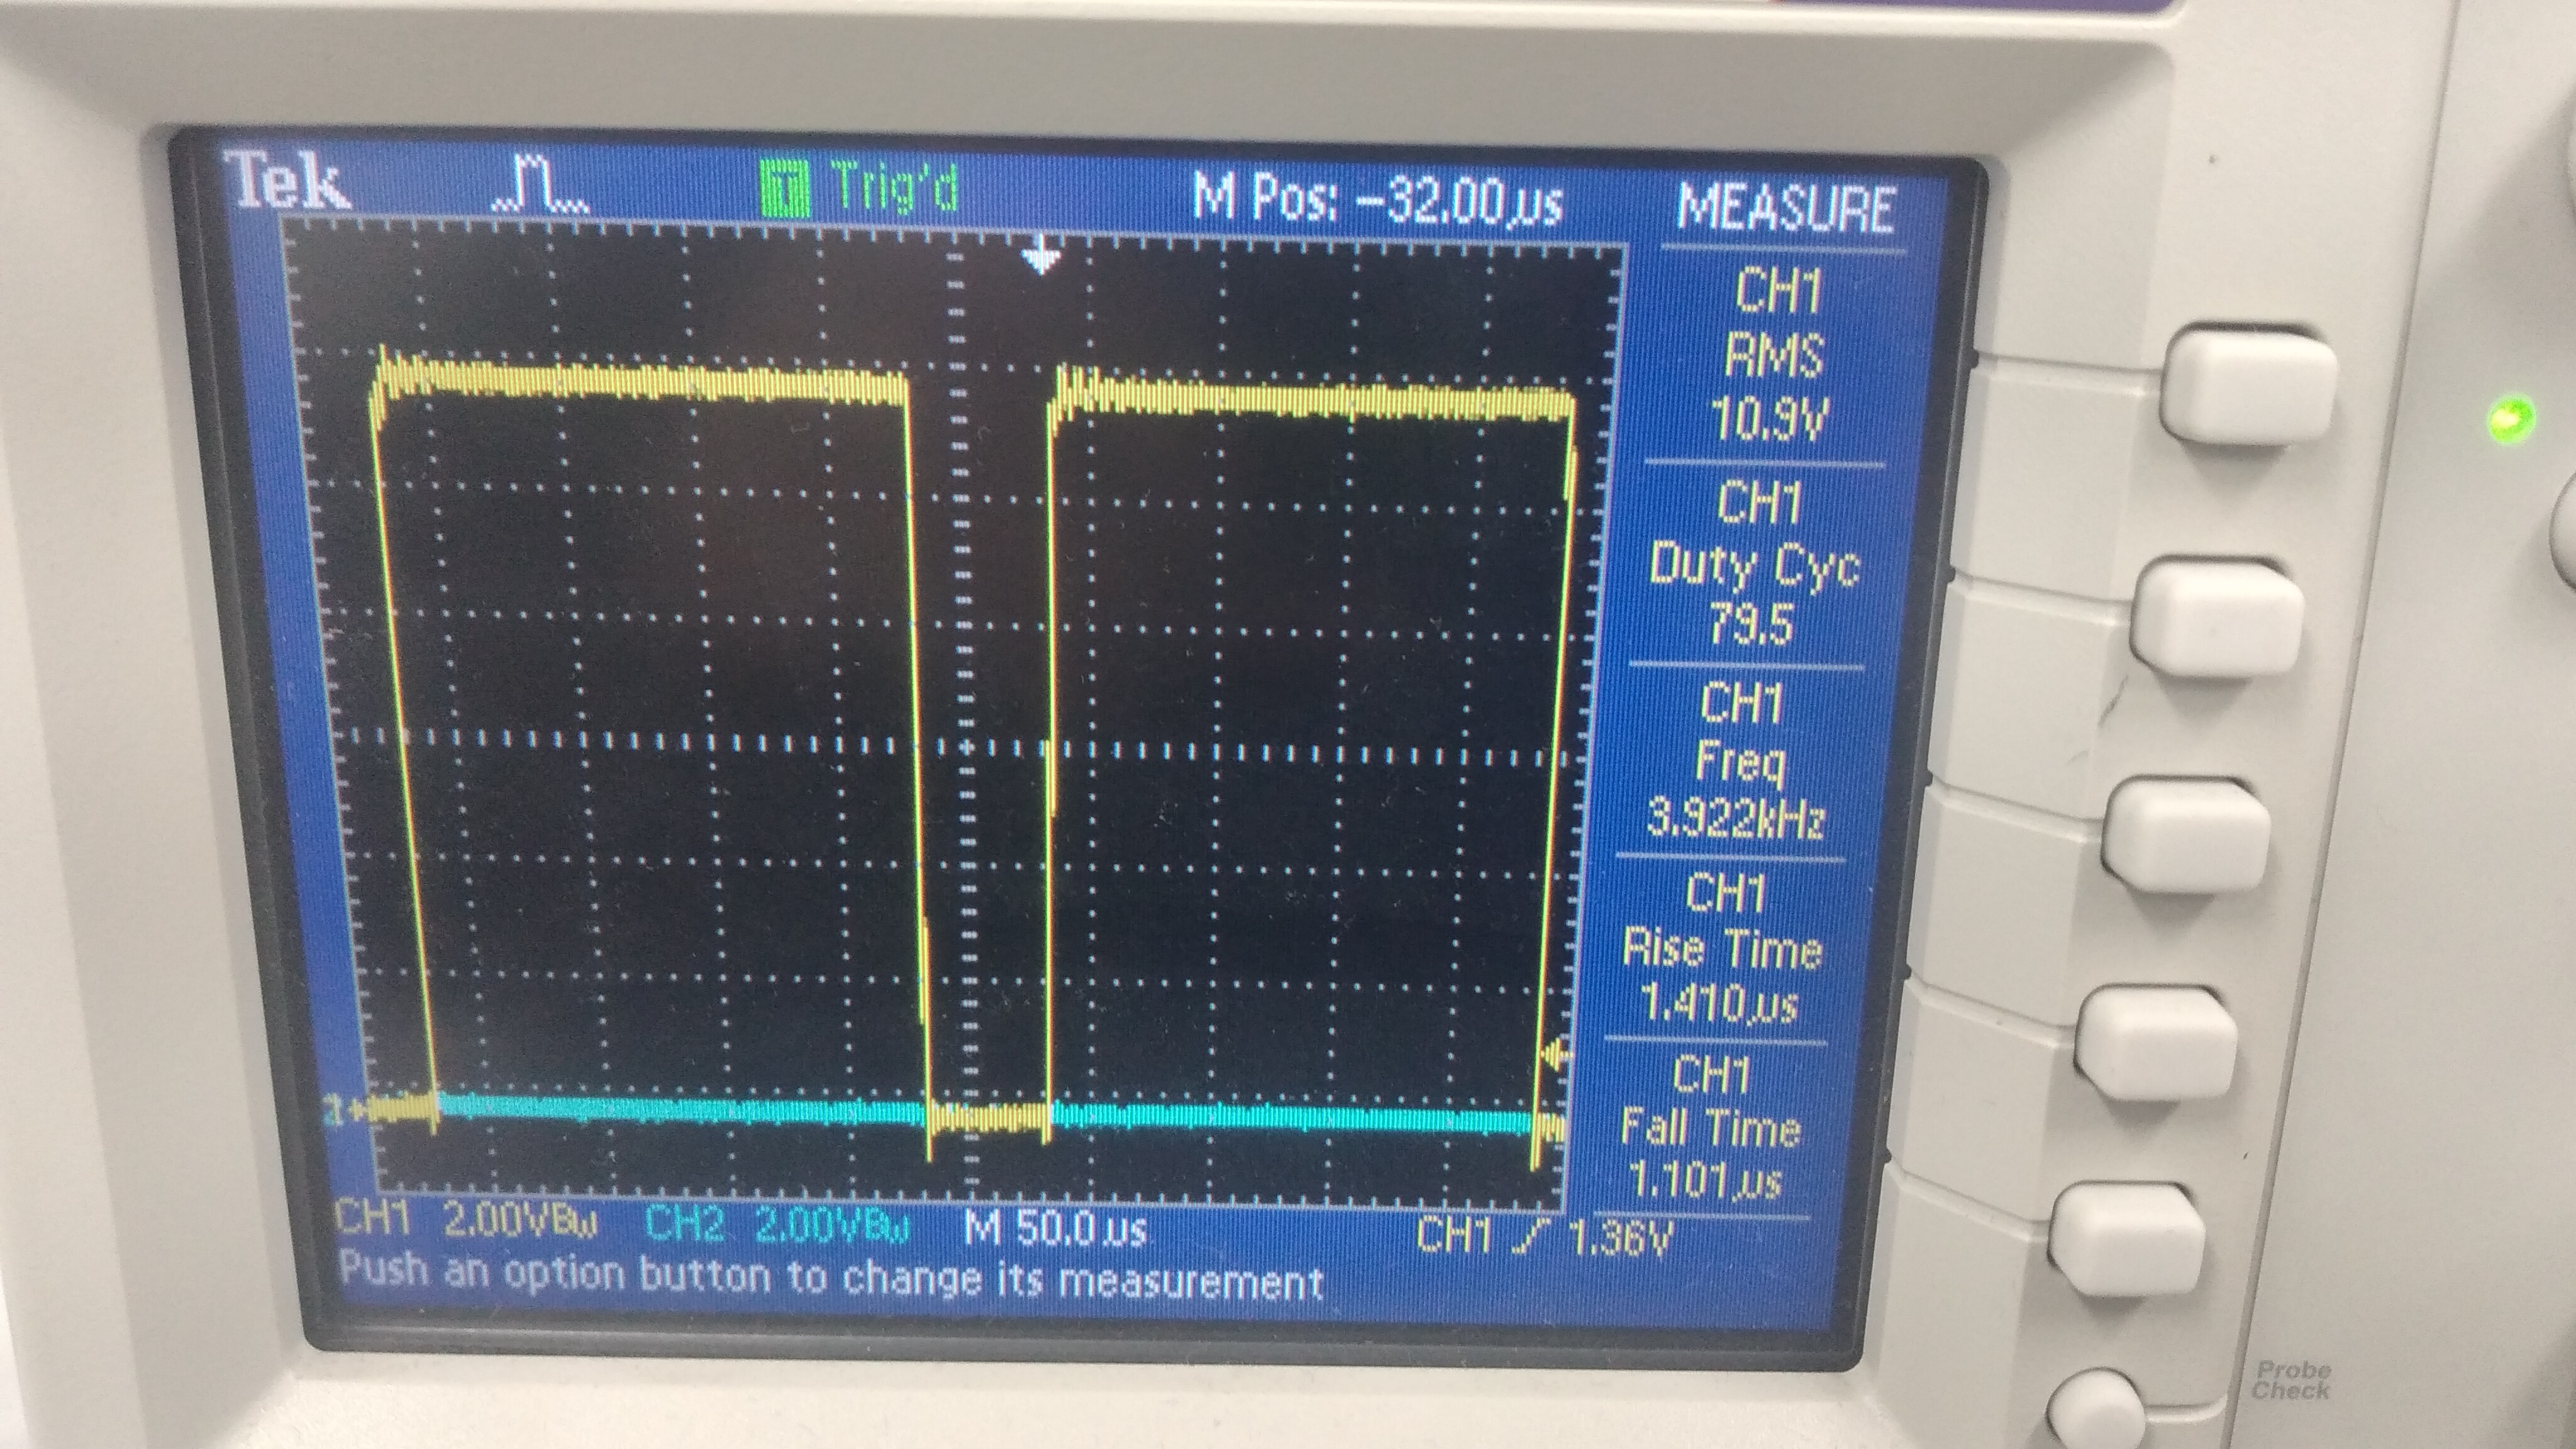 Tek T Trig'd M Pos: -32.00µs MEASURE
CH1
RMS
10.9V
CH1
Duty Cyc
79.5
CH1
Freq
3.922kHz
CH1
Rise Time
1.410µs
CH1
Fall Time
1.101µs
CH1 2.00VBw CH2 2.00VBw M 50.0µs CH1 1.36V
Push an option button to change its measurement
Probe
Check